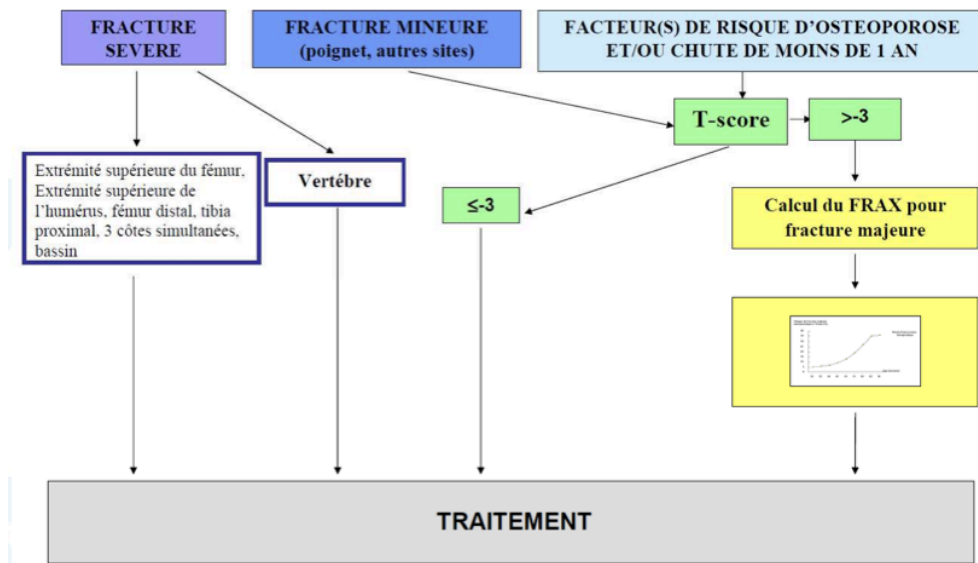 FRACTURE
SEVERE
FRACTURE MINEURE
(poignet, autres sites)
FACTEUR(S) DE RISQUE D'OSTEOPOROSE
ET/OU CHUTE DE MOINS DE 1 AN
T-score
>-3
Extrémité supérieure du fémur,
Extrémité supérieure de
l'humérus, fémur distal, tibia
proximal, 3 côtes simultanées,
bassin
Vertébre
≤-3
Calcul du FRAX pour
fracture majeure
TRAITEMENT